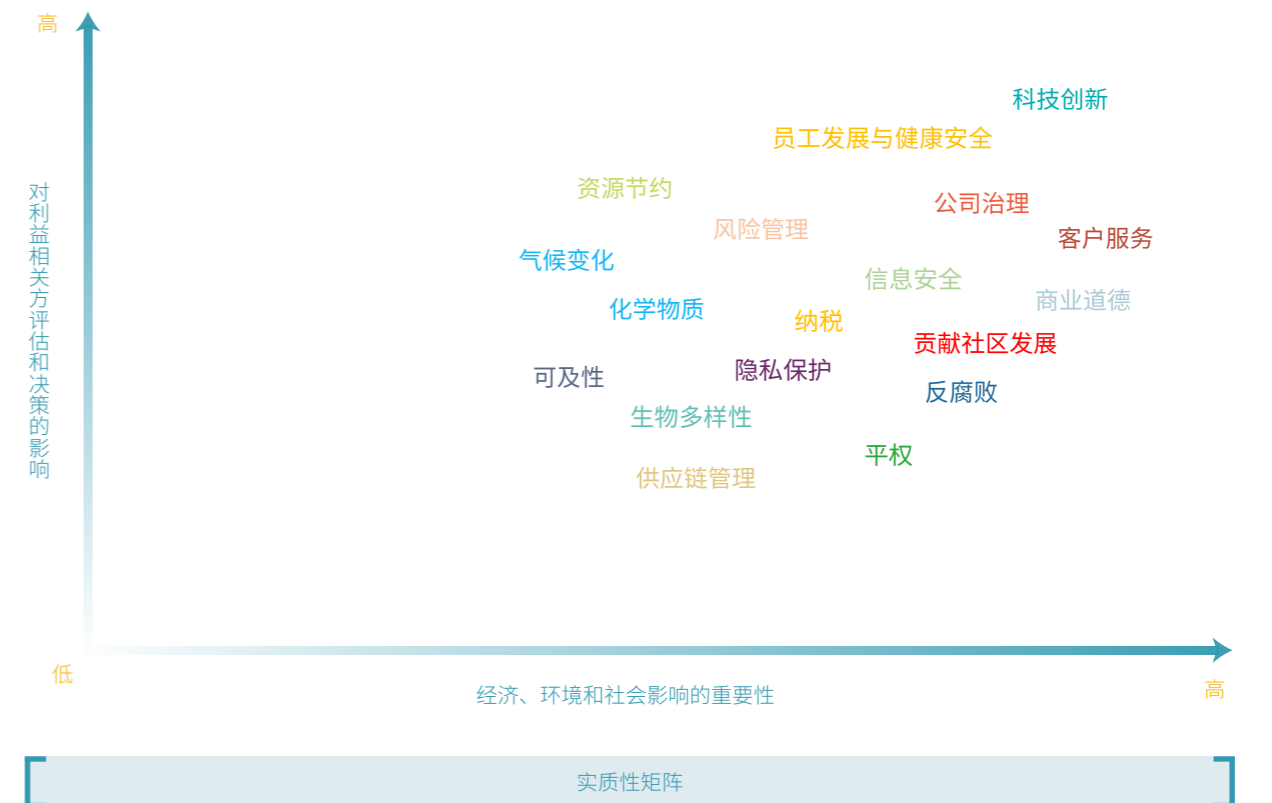 高
对利益相关方评估和决策的影响
科技创新
员工发展与健康安全
资源节约
公司治理
风险管理
客户服务
气候变化
信息安全
商业道德
化学物质
纳税
贡献社区发展
隐私保护
可及性
反腐败
生物多样性
平权
供应链管理
低
高
经济、环境和社会影响的重要性
实质性矩阵